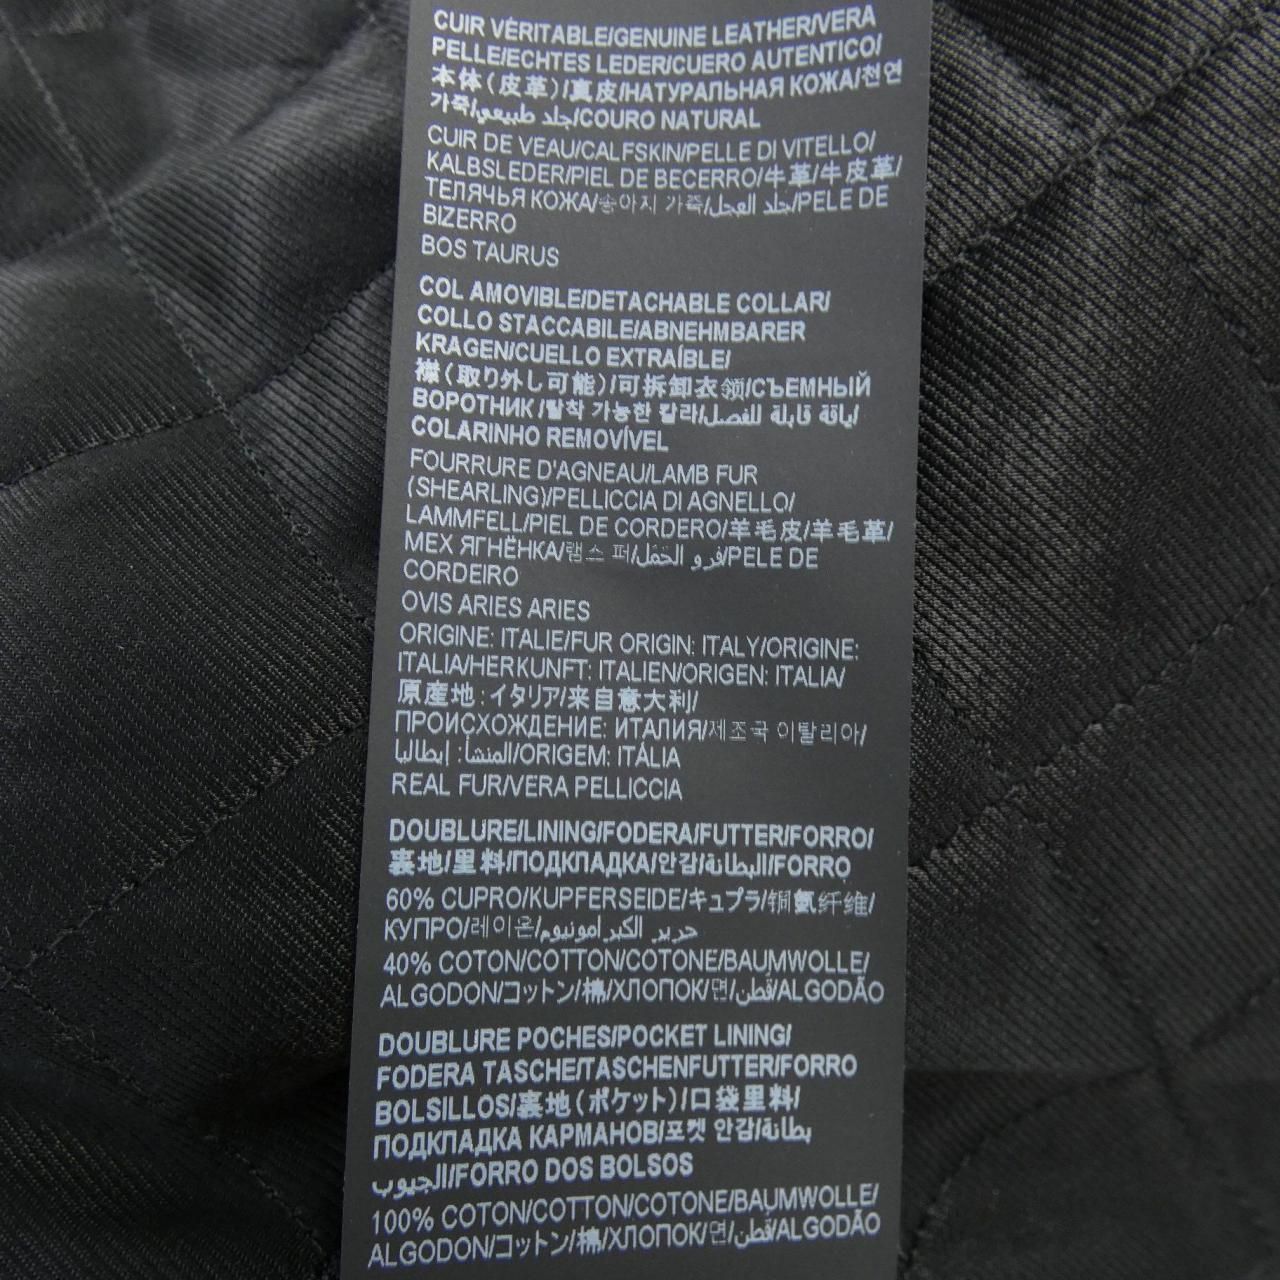 CUIR VÉRITABLE/GENUINE LEATHER/VERA
PELLE/ECHTES LEDER/CUERO AUTENTICO/
本体(皮革)/真皮/НАТУРАЛЬНАЯ КОЖА/천연
가죽/جلد طبيعي/COURO NATURAL
CUIR DE VEAU/CALFSKIN/PELLE DI VITELLO/
KALBSLEDER/PIEL DE BECERRO/牛革/牛皮革/
ТЕЛЯЧЬЯ КОЖА/송아지 가죽/جلد العجل/PELE DE
BIZERRO
BOS TAURUS
COL AMOVIBLE/DETACHABLE COLLAR/
COLLO STACCABILE/ABNEHMBARER
KRAGEN/CUELLO EXTRAÍBLE/
襟(取り外し可能)/可拆卸衣领/СЪЕМНЫЙ
ВОРОТНИК/탈착 가능한 칼라/ياقة قابلة للفصل/
COLARINHO REMOVÍVEL
FOURRURE D'AGNEAU/LAMB FUR
(SHEARLING)/PELLICCIA DI AGNELLO/
LAMMFELL/PIEL DE CORDERO/羊毛皮/羊毛革/
МЕХ ЯГНЁНКА/램스 퍼/فرو الحَمَل/PELE DE
CORDEIRO
OVIS ARIES ARIES
ORIGINE: ITALIE/FUR ORIGIN: ITALY/ORIGINE:
ITALIA/HERKUNFT: ITALIEN/ORIGEN: ITALIA/
原産地:イタリア/来自意大利/
ПРОИСХОЖДЕНИЕ: ИТАЛИЯ/제조국 이탈리아/
المنشأ: إيطاليا/ORIGEM: ITÁLIA
REAL FUR/VERA PELLICCIA
DOUBLURE/LINING/FODERA/FUTTER/FORRO/
裏地/里料/ПОДКЛАДКА/안감/البطانة/FORRO
60% CUPRO/KUPFERSEIDE/キュプラ/铜氨纤维/
КУПРО/레이온/حرير الكبرامونيوم
40% COTON/COTTON/COTONE/BAUMWOLLE/
ALGODON/コットン/棉/ХЛОПОК/면/قطن/ALGODÃO
DOUBLURE POCHES/POCKET LINING/
FODERA TASCHE/TASCHENFUTTER/FORRO
BOLSILLOS/裏地(ポケット)/口袋里料/
ПОДКЛАДКА КАРМАНОВ/포켓 안감/بطانة
الجيوب/FORRO DOS BOLSOS
100% COTON/COTTON/COTONE/BAUMWOLLE/
ALGODON/コットン/棉/ХЛОПОК/면/قطن/ALGODÃO